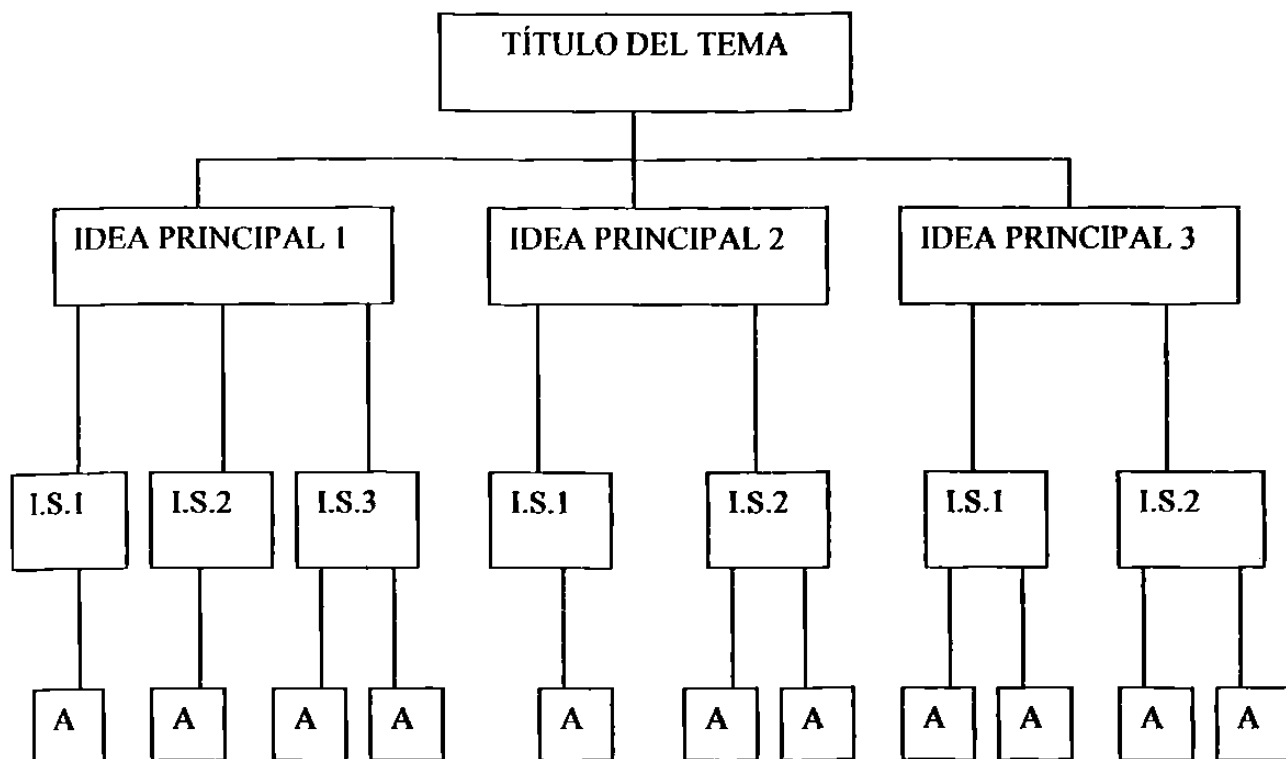 TÍTULO DEL TEMA
IDEA PRINCIPAL 1
IDEA PRINCIPAL 2
IDEA PRINCIPAL 3
I.S.1
I.S.2
I.S.3
I.S.1
I.S.2
I.S.1
I.S.2
A
A
A
A
A
A
A
A
A
A
A